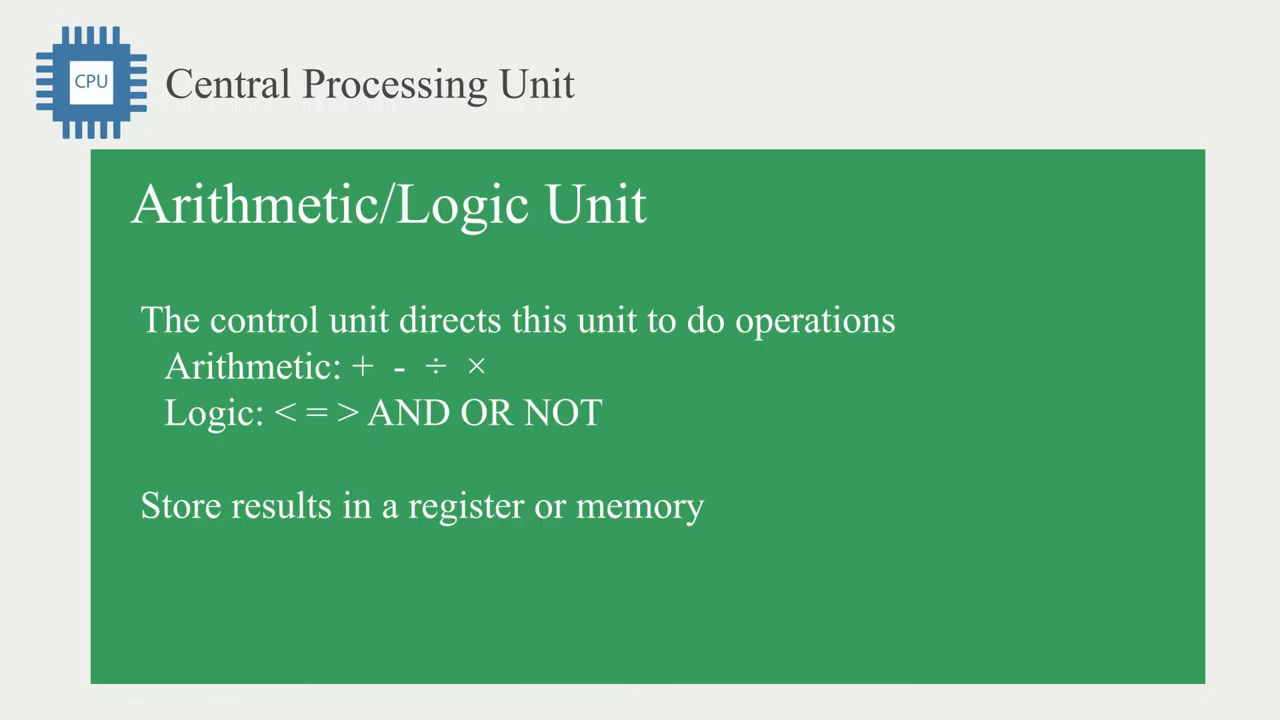 CPU
Central Processing Unit
Arithmetic/Logic Unit
The control unit directs this unit to do operations
Arithmetic: + - ÷ ×
Logic: < = > AND OR NOT
Store results in a register or memory